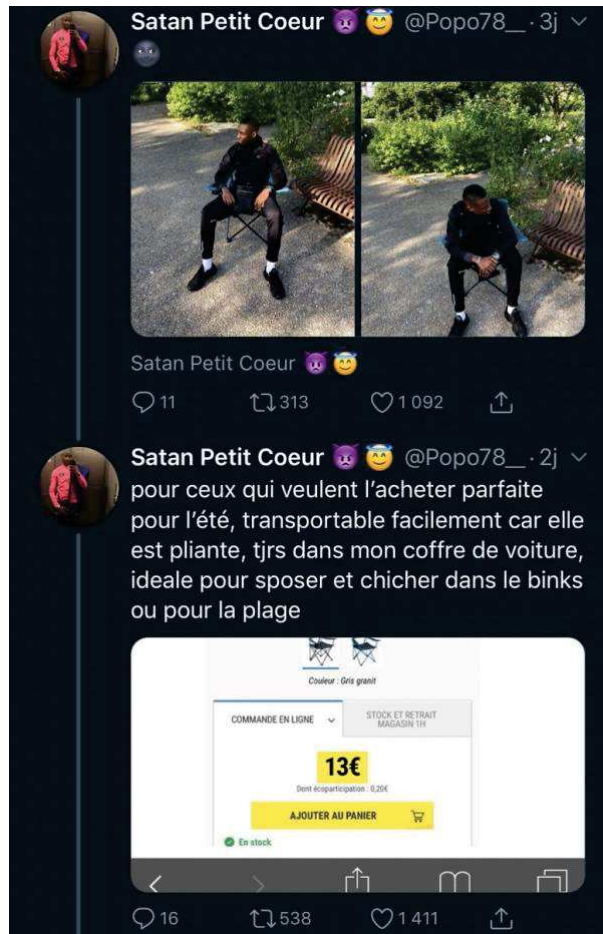 Satan Petit Coeur 👿 😇 @Popo78__ · 3j
🌚
Satan Petit Coeur 👿 😇
11 313 1 092
Satan Petit Coeur 👿 😇 @Popo78__ · 2j
pour ceux qui veulent l’acheter parfaite
pour l’été, transportable facilement car elle
est pliante, tjrs dans mon coffre de voiture,
ideale pour sposer et chicher dans le binks
ou pour la plage
Couleur : Gris granit
COMMANDE EN LIGNE
STOCK ET RETRAIT
MAGASIN 1H
13€
Dont écoparticipation : 0,20€
AJOUTER AU PANIER
En stock
16 538 1 411